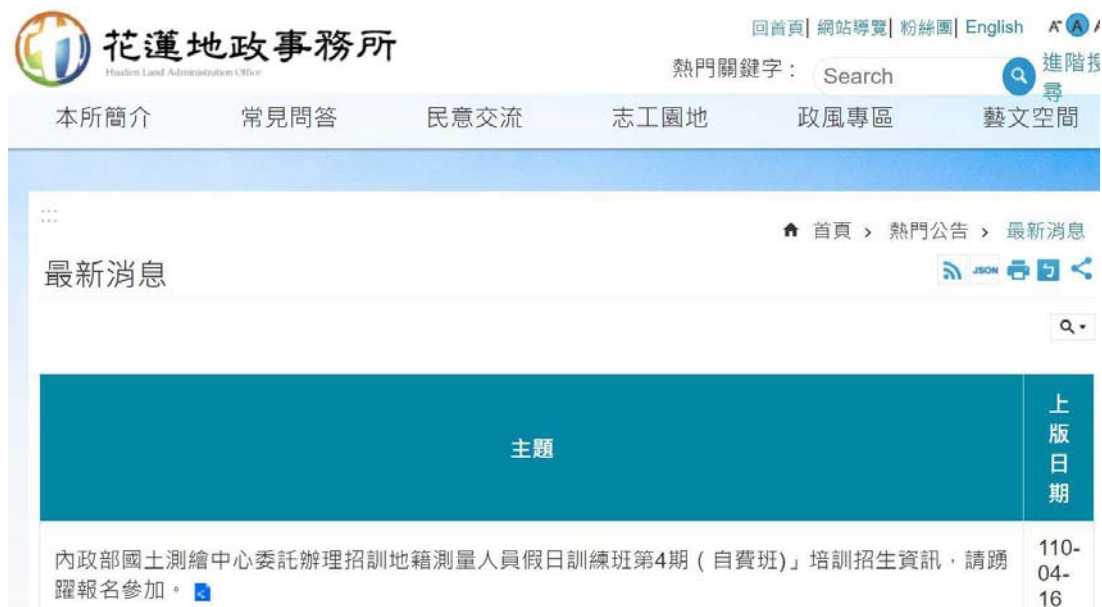 回首頁| 網站導覽| 粉絲團| English A- A
花蓮地政事務所
Hualien Land Administration Office
熱門關鍵字： Search 進階搜尋
本所簡介 常見問答 民意交流 志工園地 政風專區 藝文空間
:::
首頁 › 熱門公告 › 最新消息
最新消息
JSON
主題
上版日期
內政部國土測繪中心委託辦理招訓地籍測量人員假日訓練班第4期（自費班)」培訓招生資訊，請踴
躍報名參加。
110-
04-
16